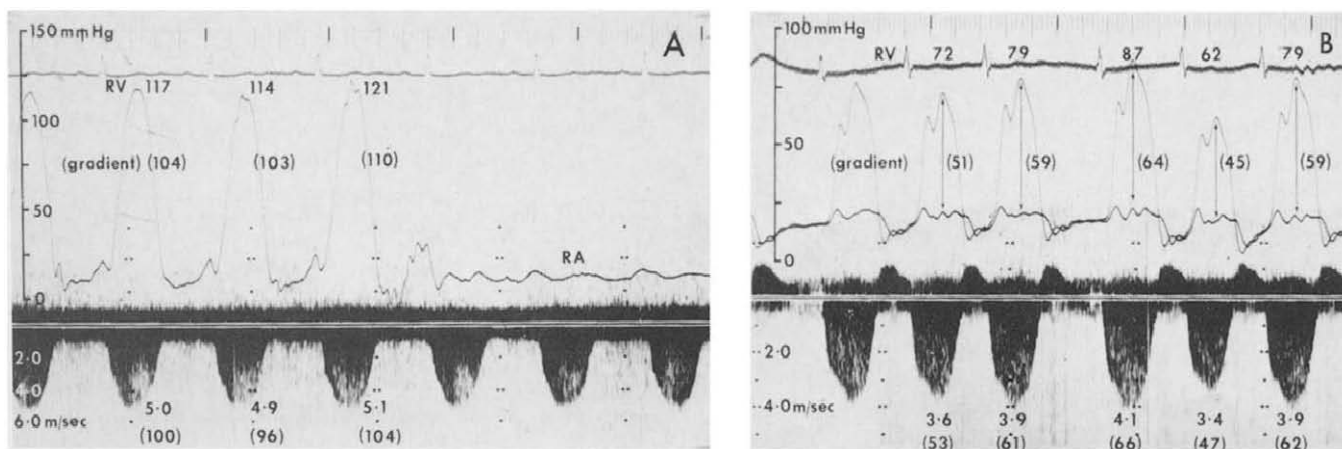 150 mm Hg
A
RV 117 114 121
100
(gradient) (104) (103) (110)
50
RA
0
2·0
4·0
6·0 m/sec
5·0 4·9 5·1
(100) (96) (104)
100 mm Hg
B
RV 72 79 87 62 79
50
(gradient) (51) (59) (64) (45) (59)
0
2·0
4·0 m/sec
3·6 3·9 4·1 3·4 3·9
(53) (61) (66) (47) (62)